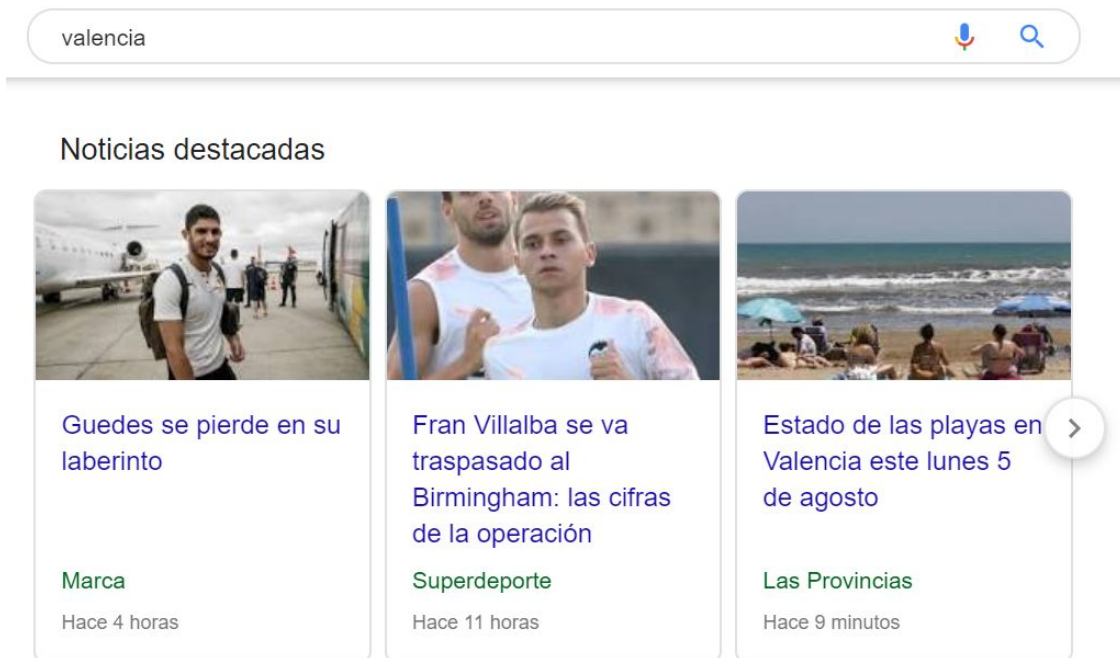 valencia
Noticias destacadas
Guedes se pierde en su
laberinto
Marca
Hace 4 horas
Fran Villalba se va
traspasado al
Birmingham: las cifras
de la operación
Superdeporte
Hace 11 horas
Estado de las playas en
Valencia este lunes 5
de agosto
Las Provincias
Hace 9 minutos